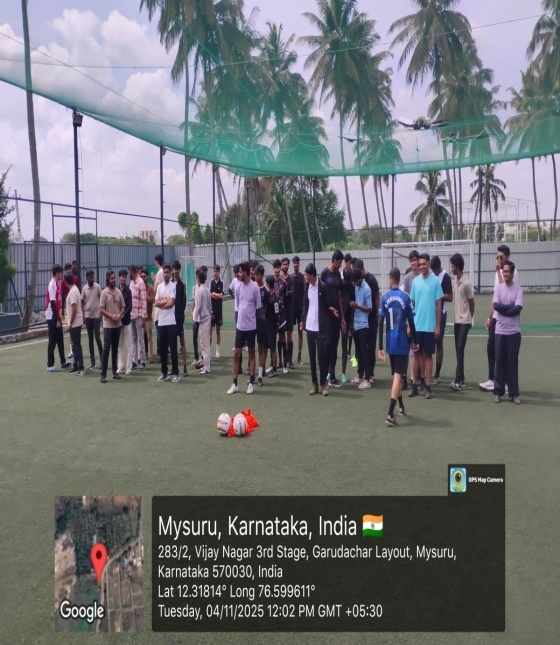 1
GPS Map Camera
Mysuru, Karnataka, India
283/2, Vijay Nagar 3rd Stage, Garudachar Layout, Mysuru,
Karnataka 570030, India
Lat 12.31814° Long 76.599611°
Tuesday, 04/11/2025 12:02 PM GMT +05:30
Google